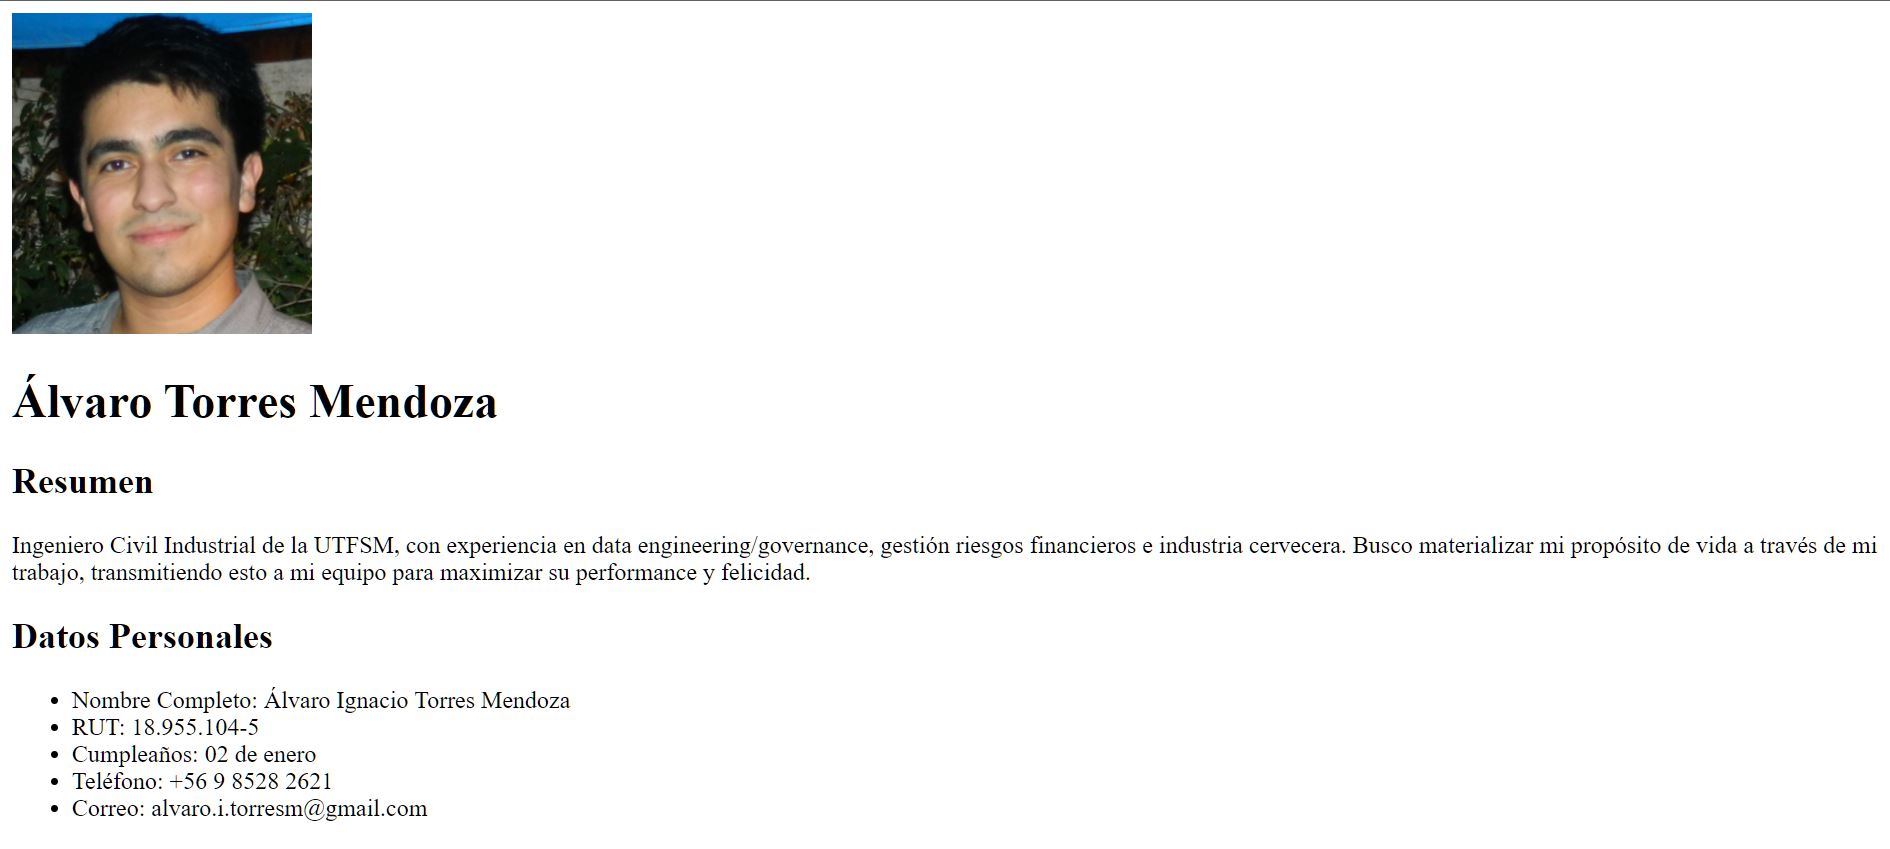 Álvaro Torres Mendoza
Resumen
Ingeniero Civil Industrial de la UTFSM, con experiencia en data engineering/governance, gestión riesgos financieros e industria cervecera. Busco materializar mi propósito de vida a través de mi
trabajo, transmitiendo esto a mi equipo para maximizar su performance y felicidad.
Datos Personales
• Nombre Completo: Álvaro Ignacio Torres Mendoza
• RUT: 18.955.104-5
• Cumpleaños: 02 de enero
• Teléfono: +56 9 8528 2621
• Correo: alvaro.i.torresm@gmail.com